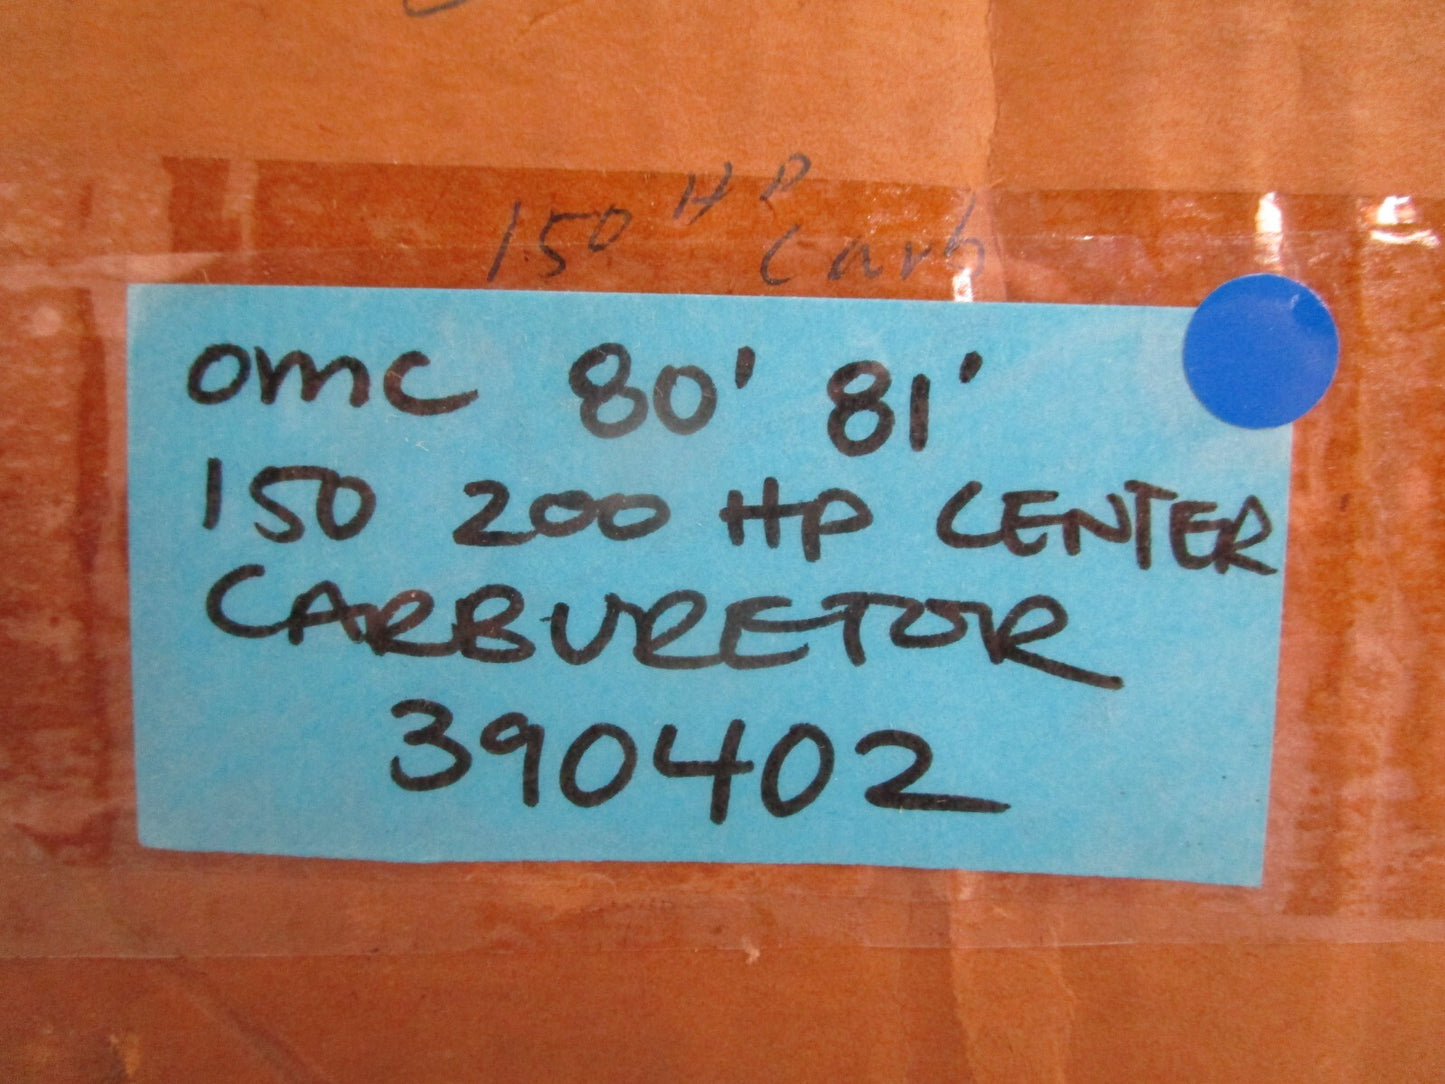 150 HP Carb
OMC 80' 81'
150 200 HP CENTER
CARBURETOR
390402